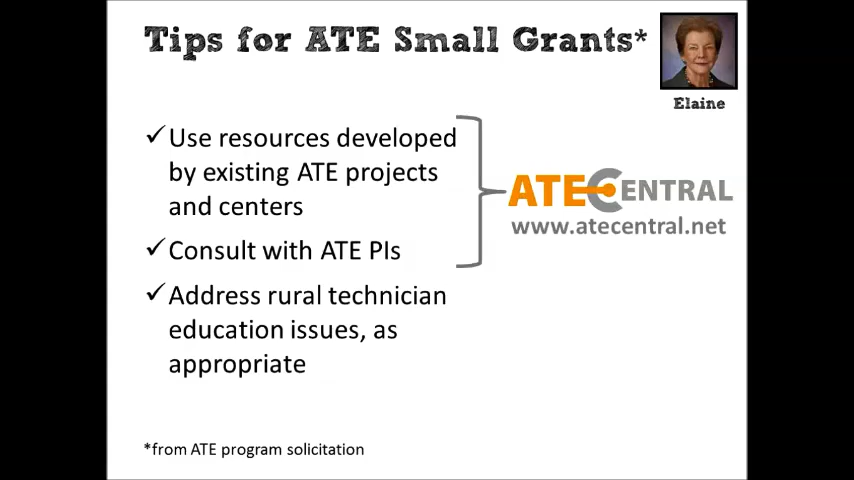 Tips for ATE Small Grants*
Elaine
✓Use resources developed
by existing ATE projects
and centers
✓Consult with ATE PIs
ATE CENTRAL
www.atecentral.net
✓Address rural technician
education issues, as
appropriate
*from ATE program solicitation